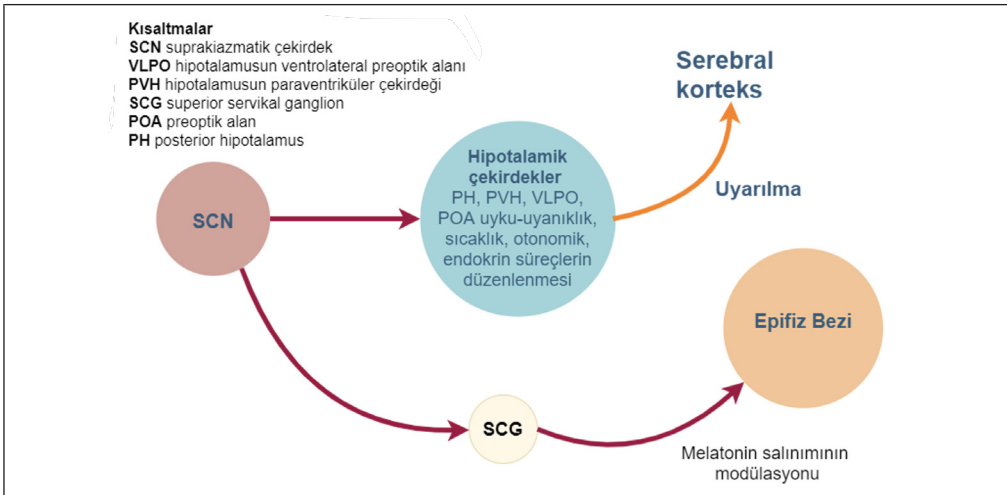 Kısaltmalar
SCN suprakiazmatik çekirdek
VLPO hipotalamusun ventrolateral preoptik alanı
PVH hipotalamusun paraventriküler çekirdeği
SCG superior servikal ganglion
POA preoptik alan
PH posterior hipotalamus
Serebral
korteks
Hipotalamik
çekirdekler
PH, PVH, VLPO,
POA uyku-uyanıklık,
sıcaklık, otonomik,
endokrin süreçlerin
düzenlenmesi
Uyarılma
SCN
Epifiz Bezi
SCG
Melatonin salınımının
modülasyonu